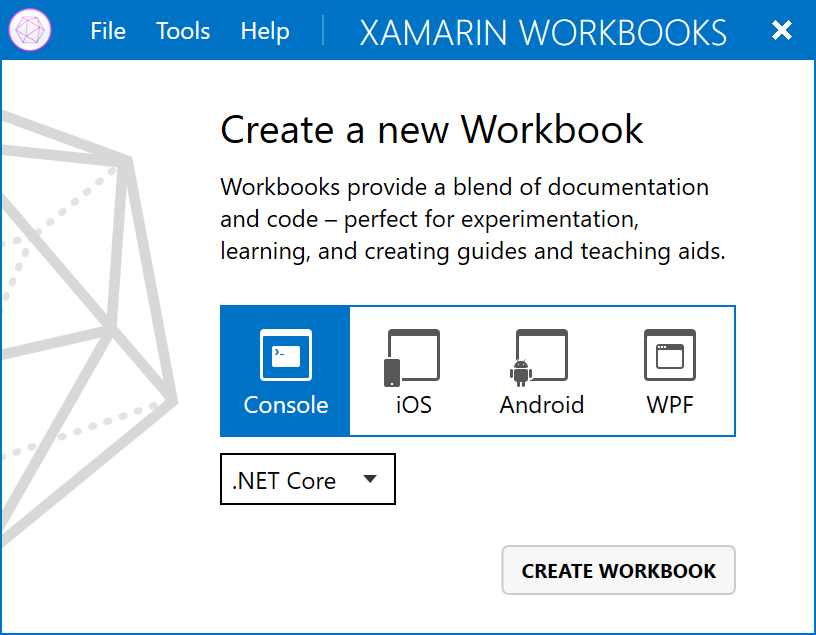 File Tools Help XAMARIN WORKBOOKS
Create a new Workbook
Workbooks provide a blend of documentation
and code – perfect for experimentation,
learning, and creating guides and teaching aids.
Console iOS Android WPF
.NET Core
CREATE WORKBOOK